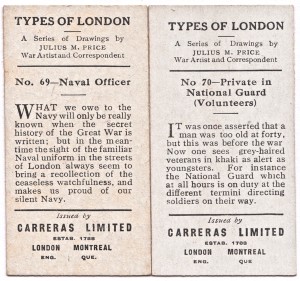 TYPES OF LONDON
A Series of Drawings by
JULIUS M. PRICE
War Artist and Correspondent
No. 69—Naval Officer
WHAT we owe to the
Navy will only be really
known when the secret
history of the Great War is
written; but in the mean-
time the sight of the familiar
Naval uniform in the streets
of London always seem to
bring a recollection of the
ceaseless watchfulness, and
makes us proud of our
silent Navy.
Issued by
CARRERAS LIMITED
ESTAB. 1788
LONDON MONTREAL
ENG. QUE.
TYPES OF LONDON
A Series of Drawings by
JULIUS M. PRICE
War Artist and Correspondent
No 70—Private in
National Guard
(Volunteers)
IT was once asserted that a
man was too old at forty,
but this was before the war
Now one sees grey-haired
veterans in khaki as alert as
youngsters. For instance
the National Guard which
at all hours is on duty at the
different termini directing
soldiers on their way.
Issued by
CARRERAS LIMITED
ESTAB. 1788
LONDON MONTREAL
ENG. QUE.